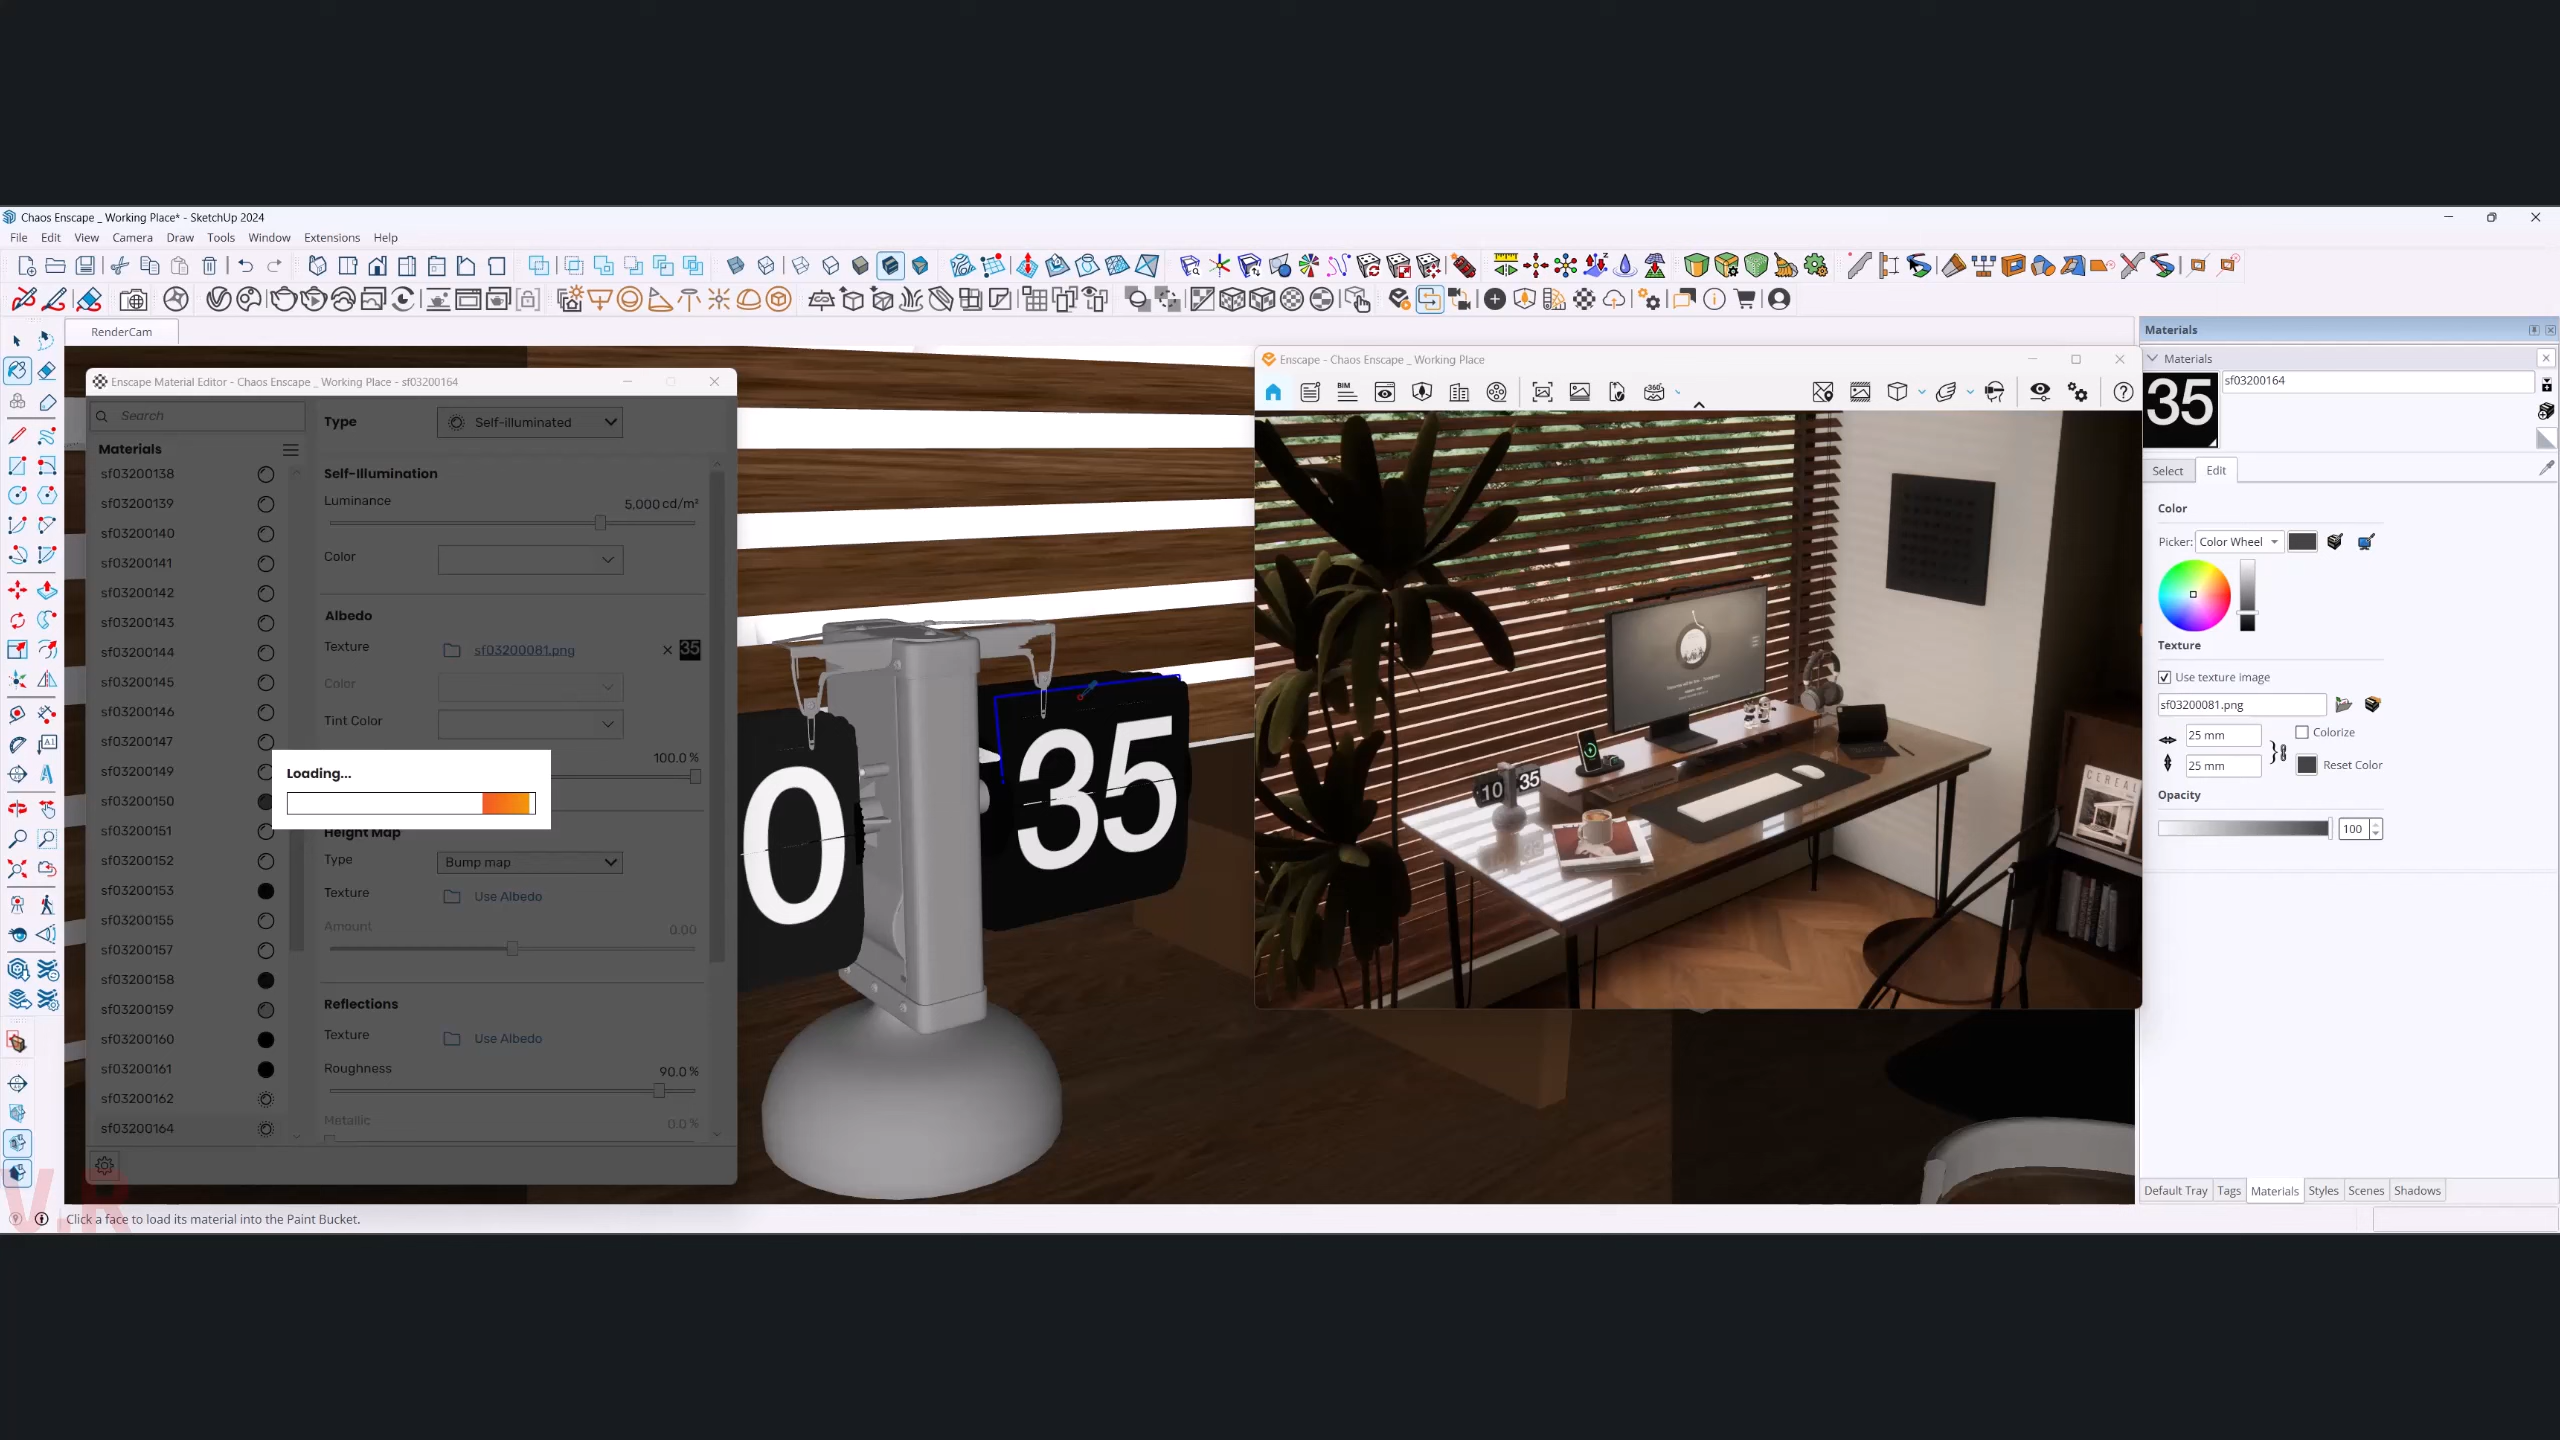 Chaos Enscape _ Working Place* - SketchUp 2024
File Edit View Camera Draw Tools Window Extensions Help
RenderCam
Enscape Material Editor - Chaos Enscape _ Working Place - sf03200164
Search
Materials
sf03200138
sf03200139
sf03200140
sf03200141
sf03200142
sf03200143
sf03200144
sf03200145
sf03200146
sf03200147
sf03200149
sf03200150
sf03200151
sf03200152
sf03200153
sf03200155
sf03200157
sf03200158
sf03200159
sf03200160
sf03200161
sf03200162
sf03200164
Type Self-illuminated
Self-Illumination
Luminance 5,000 cd/m²
Color
Albedo
Texture sf03200081.png 35
Color
Tint Color
100.0 %
Loading...
Height Map
Type Bump map
Texture Use Albedo
Amount 0.00
Reflections
Texture Use Albedo
Roughness 90.0 %
Metallic 0.0 %
0 35
Enscape - Chaos Enscape _ Working Place
BIM
360°
10 35
CEREAL
Materials
Materials
35
sf03200164
Select Edit
Color
Picker: Color Wheel
Texture
Use texture image
sf03200081.png
25 mm
Colorize
25 mm
Reset Color
Opacity
100
Default Tray Tags Materials Styles Scenes Shadows
V.R
Click a face to load its material into the Paint Bucket.